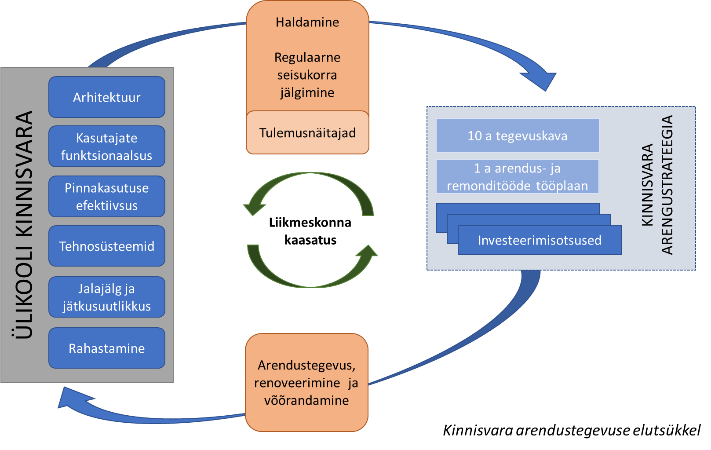 ÜLIKOOLI KINNISVARA
Arhitektuur
Kasutajate
funktsionaalsus
Pinnakasutuse
efektiivsus
Tehnosüsteemid
Jalajälg ja
jätkusuutlikkus
Rahastamine
Haldamine
Regulaarne
seisukorra
jälgimine
Tulemusnäitajad
Liikmeskonna
kaasatus
10 a tegevuskava
1 a arendus- ja
remonditööde tööplaan
Investeerimisotsused
KINNISVARA
ARENGUSTRATEEGIA
Arendustegevus,
renoveerimine ja
võõrandamine
Kinnisvara arendustegevuse elutsükkel